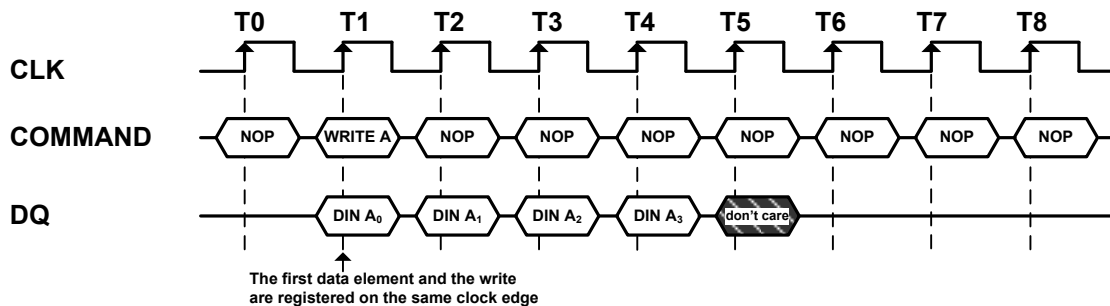 T0 T1 T2 T3 T4 T5 T6 T7 T8
CLK
COMMAND NOP WRITE A NOP NOP NOP NOP NOP NOP NOP
DQ DIN A₀ DIN A₁ DIN A₂ DIN A₃ don't care
The first data element and the write
are registered on the same clock edge